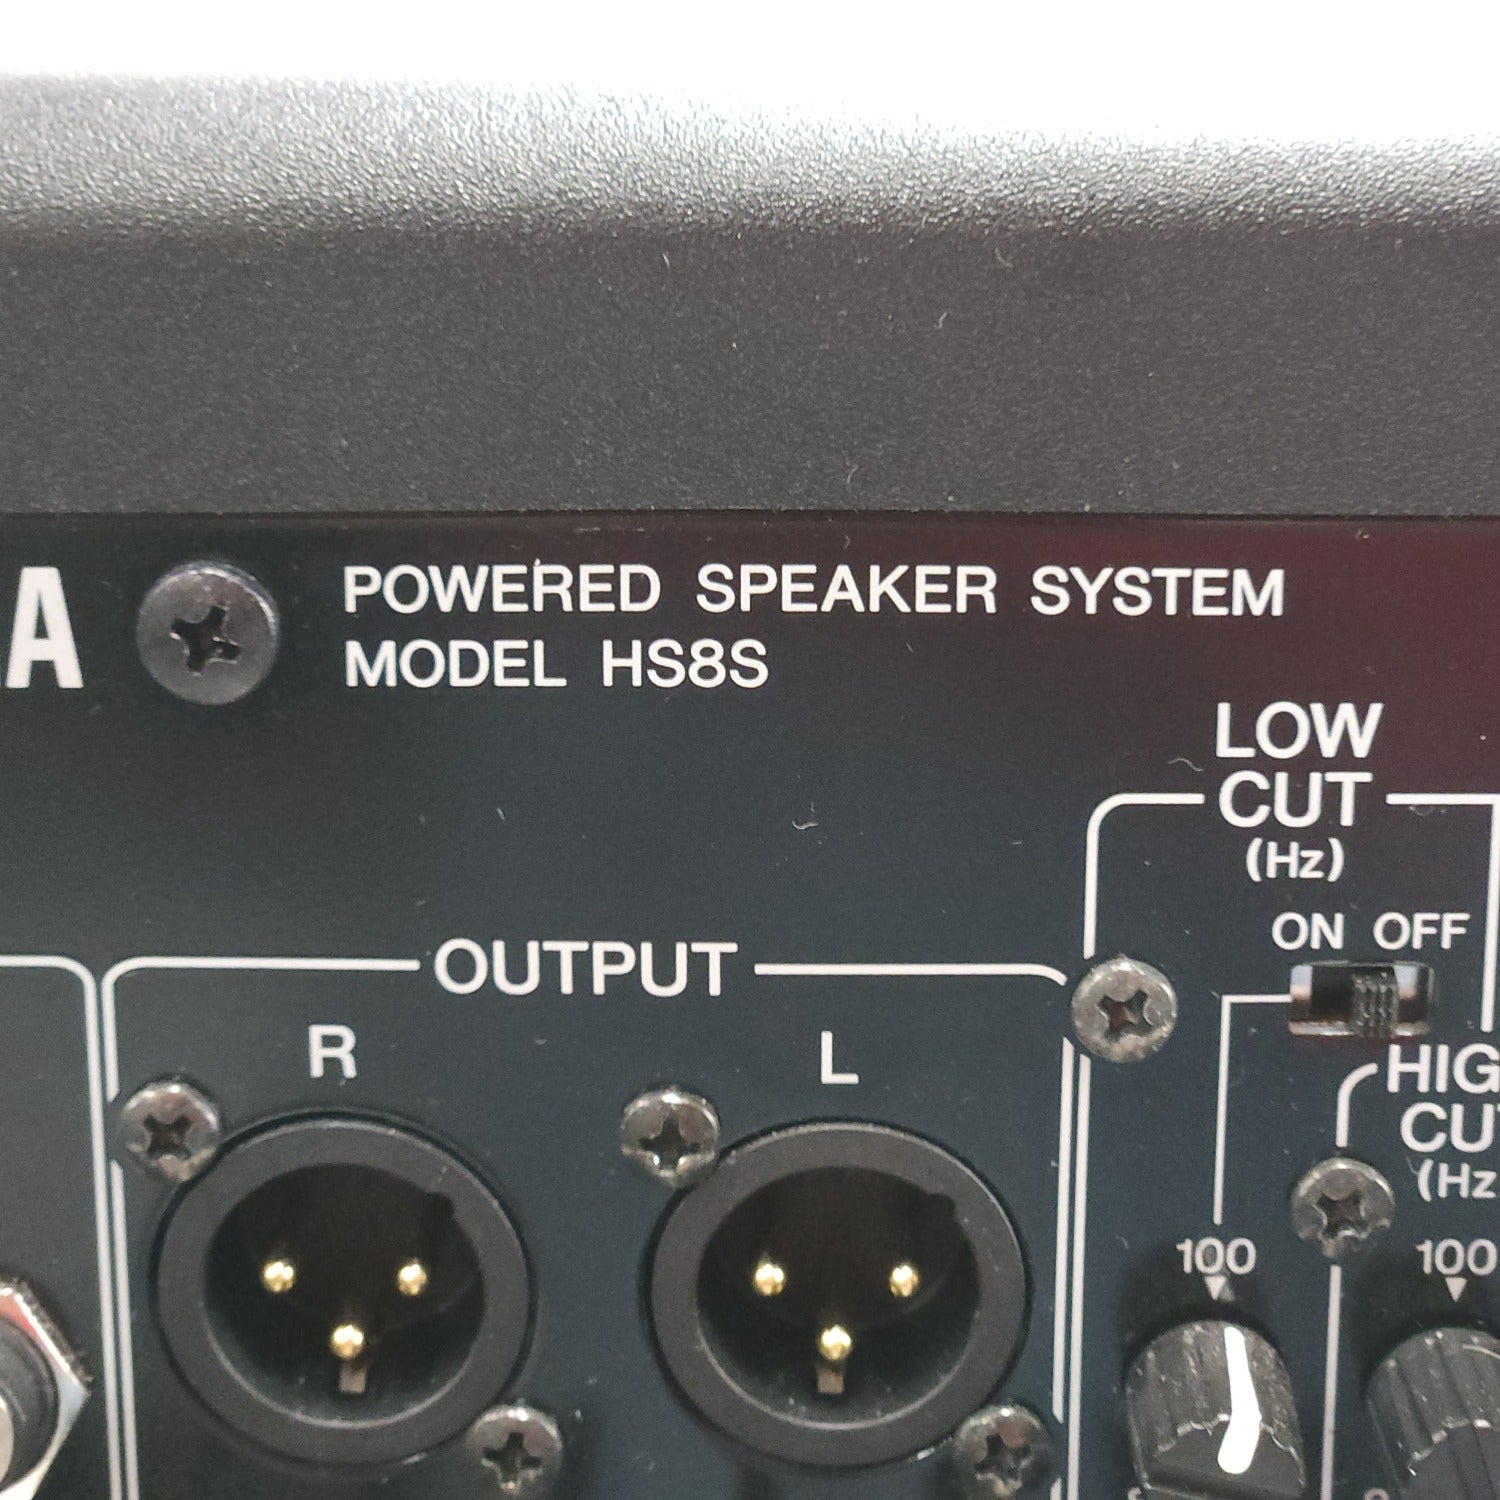 POWERED SPEAKER SYSTEM
MODEL HS8S
LOW
CUT
(Hz)
ON OFF
OUTPUT
R L
100
100